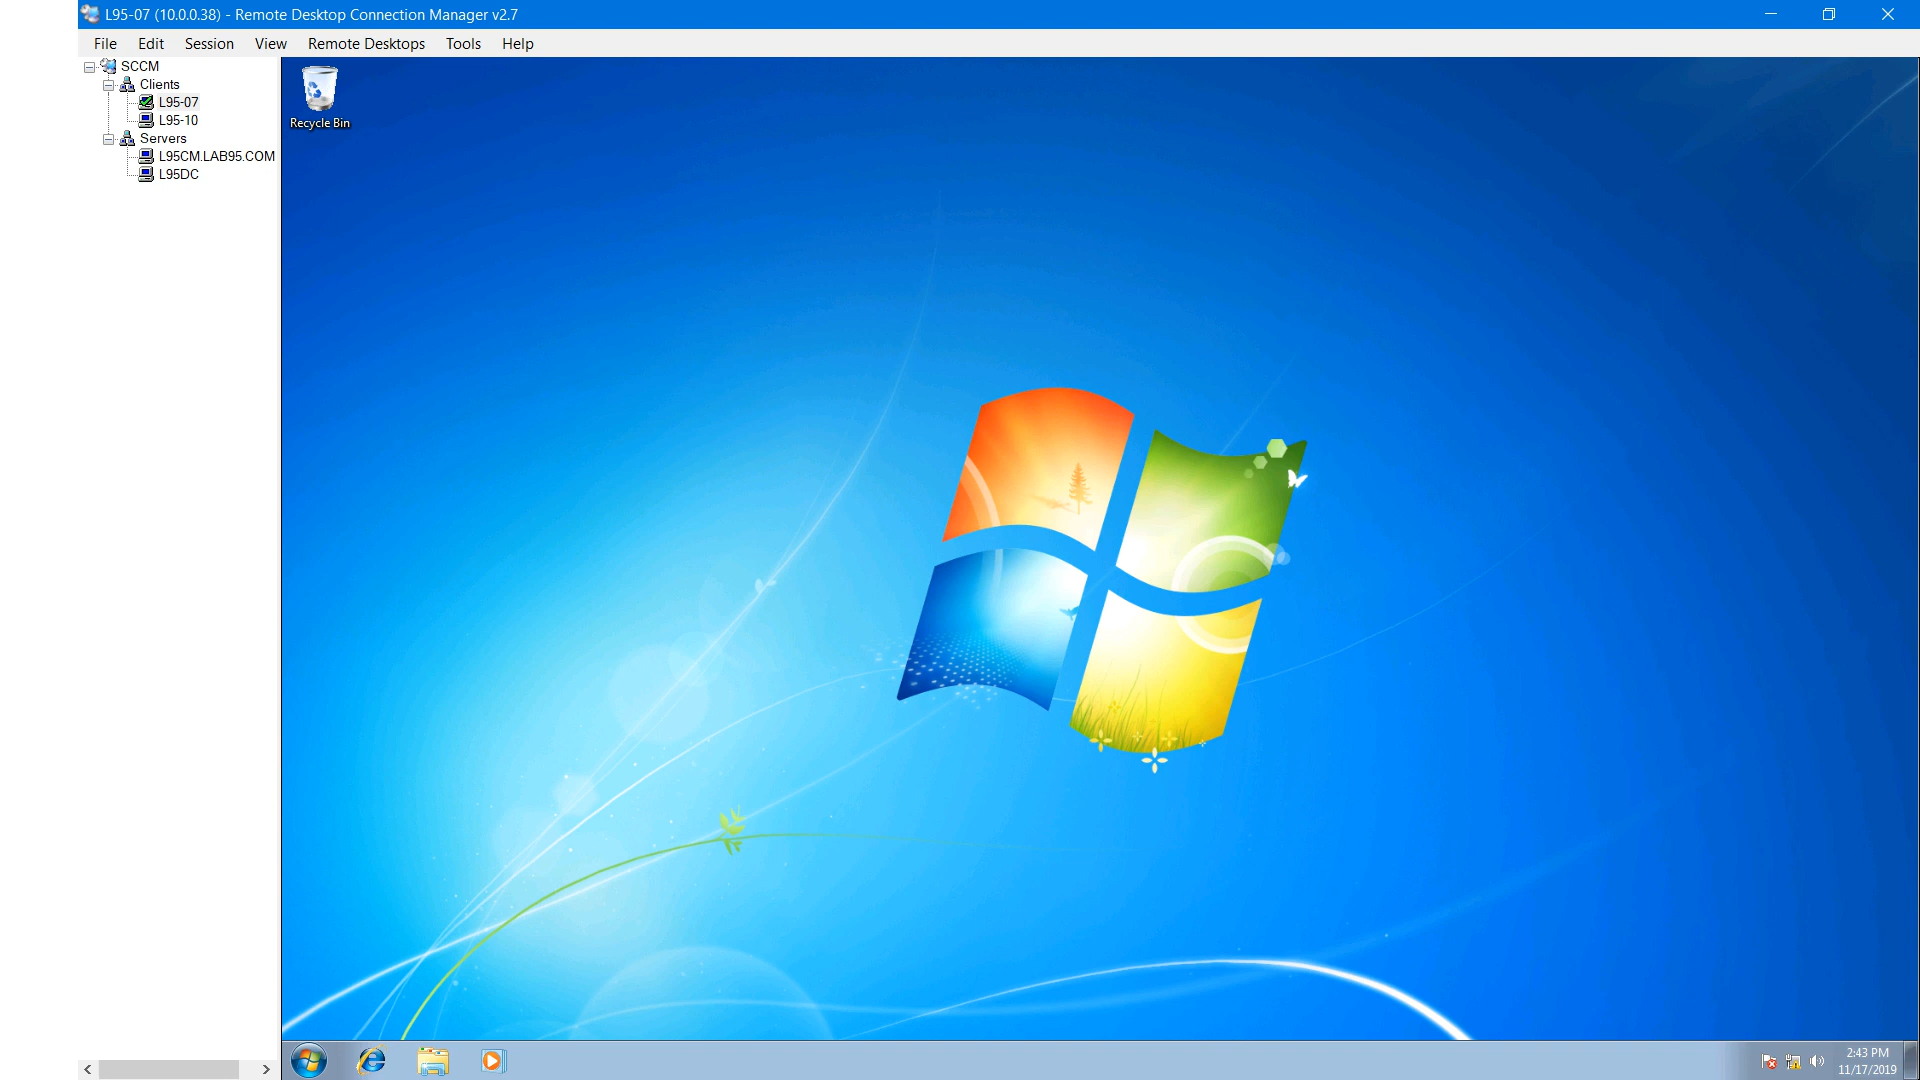 L95-07 (10.0.0.38) - Remote Desktop Connection Manager v2.7
File Edit Session View Remote Desktops Tools Help
SCCM
Clients
L95-07
L95-10
Servers
L95CM.LAB95.COM
L95DC
Recycle Bin
2:43 PM
11/17/2019